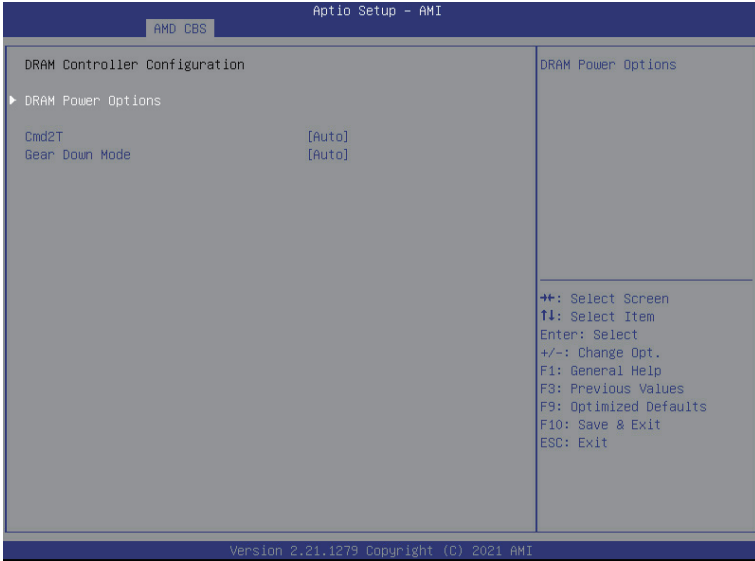 Aptio Setup – AMI
AMD CBS
DRAM Controller Configuration
DRAM Power Options
Cmd2T [Auto]
Gear Down Mode [Auto]
DRAM Power Options
→←: Select Screen
↑↓: Select Item
Enter: Select
+/-: Change Opt.
F1: General Help
F3: Previous Values
F9: Optimized Defaults
F10: Save & Exit
ESC: Exit
Version 2.21.1279 Copyright (C) 2021 AMI